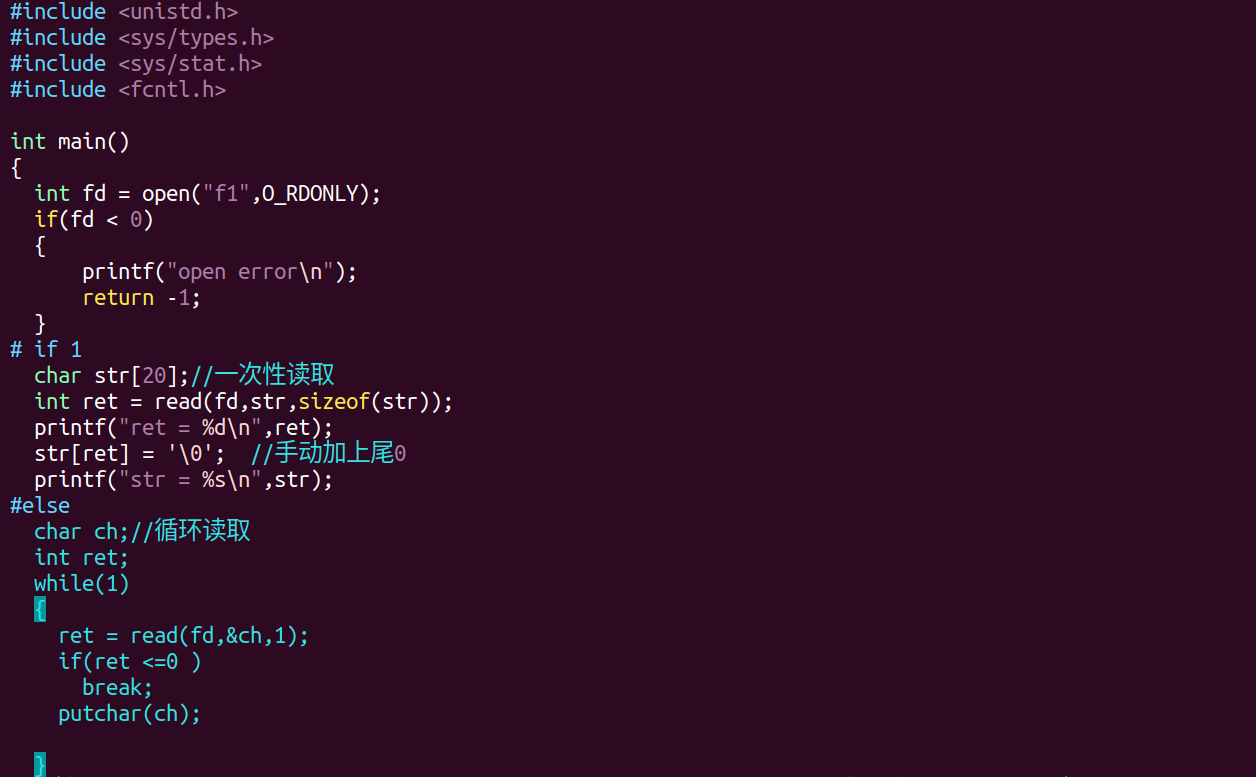 #include <unistd.h>
#include <sys/types.h>
#include <sys/stat.h>
#include <fcntl.h>

int main()
{
  int fd = open("f1",O_RDONLY);
  if(fd < 0)
  {
      printf("open error\n");
      return -1;
  }
# if 1
  char str[20];//一次性读取
  int ret = read(fd,str,sizeof(str));
  printf("ret = %d\n",ret);
  str[ret] = '\0';  //手动加上尾0
  printf("str = %s\n",str);
#else
  char ch;//循环读取
  int ret;
  while(1)
  {
    ret = read(fd,&ch,1);
    if(ret <=0 )
      break;
    putchar(ch);

  }